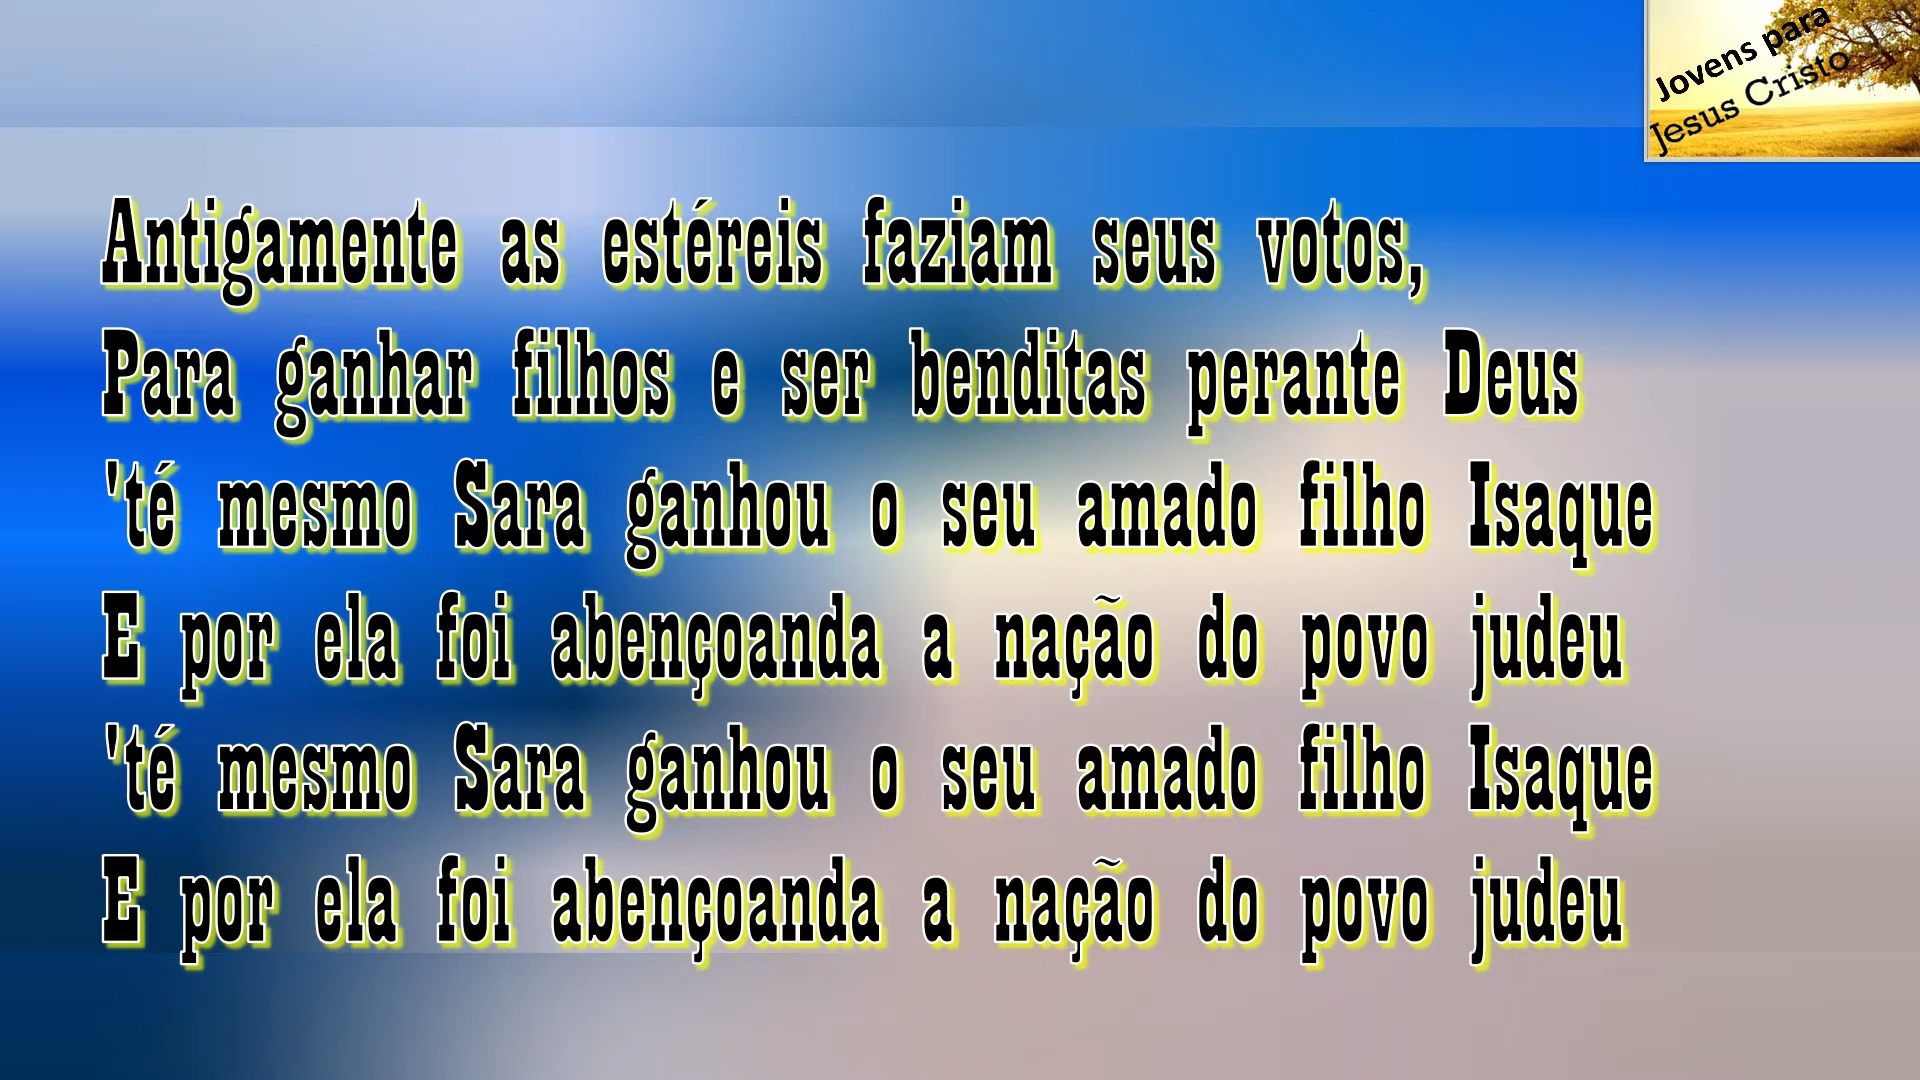 Jovens para
Jesus Cristo
Antigamente as estéreis faziam seus votos,
Para ganhar filhos e ser benditas perante Deus
'té mesmo Sara ganhou o seu amado filho Isaque
E por ela foi abençoanda a nação do povo judeu
'té mesmo Sara ganhou o seu amado filho Isaque
E por ela foi abençoanda a nação do povo judeu